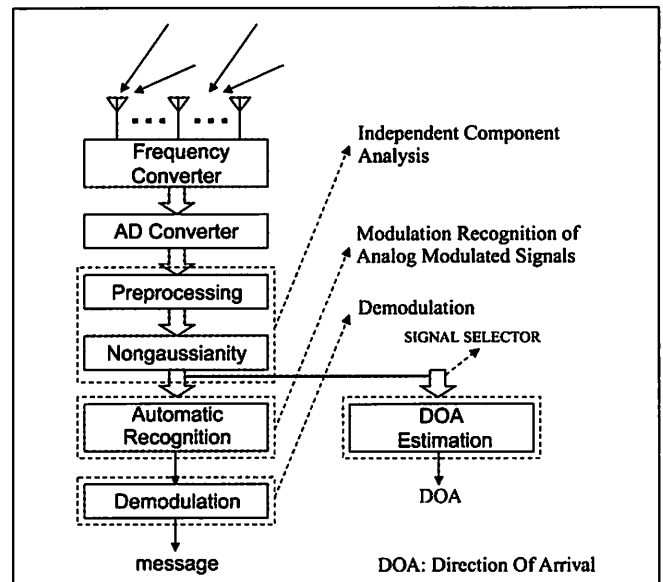 Frequency
Converter
AD Converter
Preprocessing
Nongaussianity
Automatic
Recognition
Demodulation
message
Independent Component
Analysis
Modulation Recognition of
Analog Modulated Signals
Demodulation
SIGNAL SELECTOR
DOA
Estimation
DOA
DOA: Direction Of Arrival